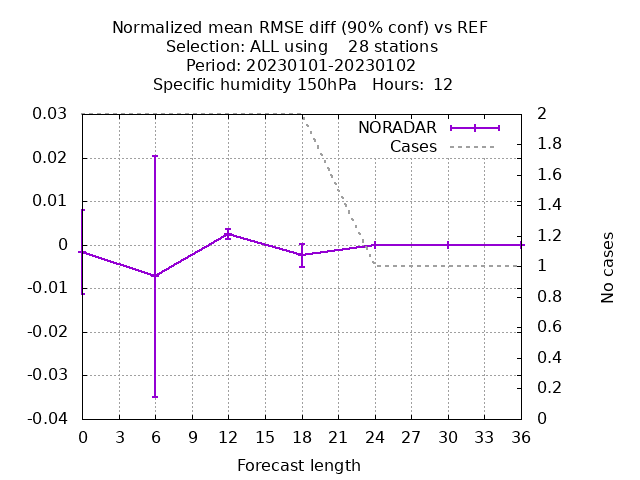 Normalized mean RMSE diff (90% conf) vs REF
Selection: ALL using    28 stations
Period: 20230101-20230102
Specific humidity 150hPa   Hours:  12
NORADAR
Cases
0.03
0.02
0.01
0
-0.01
-0.02
-0.03
-0.04
2
1.8
1.6
1.4
1.2
1
0.8
0.6
0.4
0.2
0
No cases
0 3 6 9 12 15 18 21 24 27 30 33 36
Forecast length